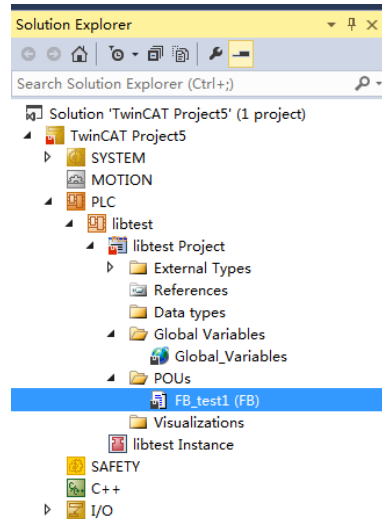 Solution Explorer
Search Solution Explorer (Ctrl+;)
Solution 'TwinCAT Project5' (1 project)
TwinCAT Project5
SYSTEM
MOTION
PLC
libtest
libtest Project
External Types
References
Data types
Global Variables
Global_Variables
POUs
FB_test1 (FB)
Visualizations
libtest Instance
SAFETY
C++
I/O